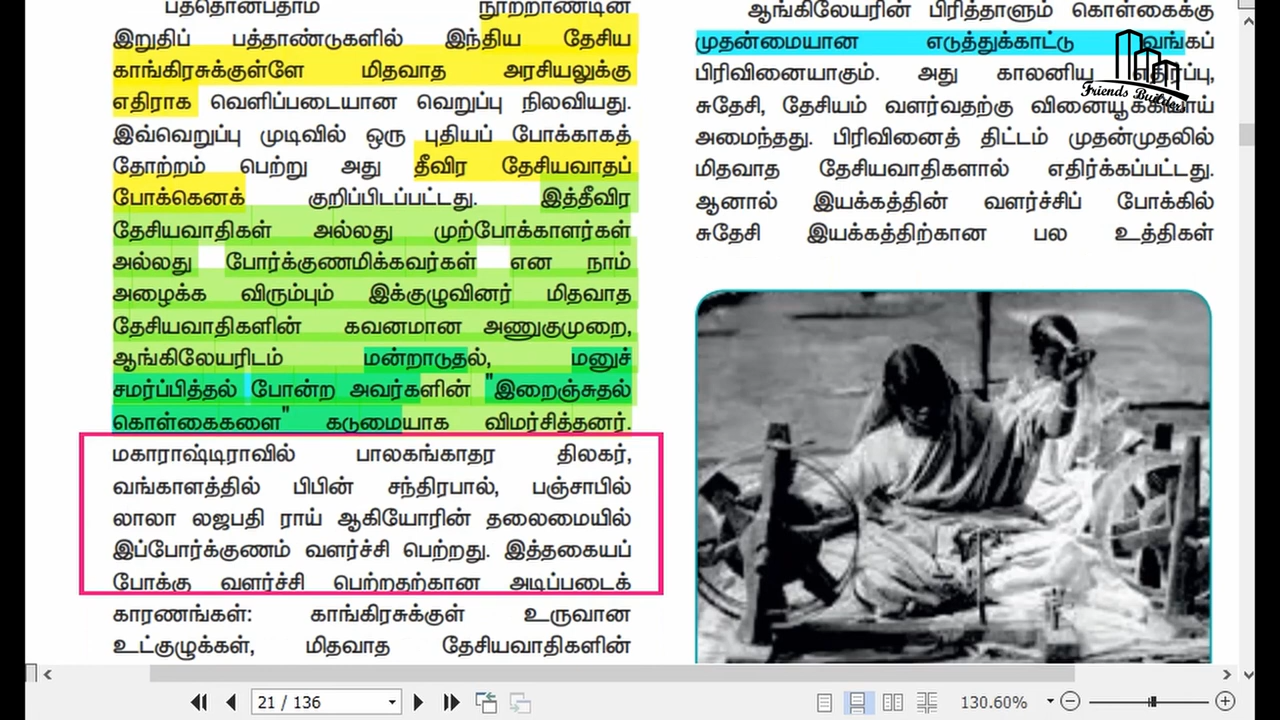 பத்தொன்பதாம் நூற்றாண்டின்
இறுதிப் பத்தாண்டுகளில் இந்திய தேசிய
காங்கிரசுக்குள்ளே மிதவாத அரசியலுக்கு
எதிராக வெளிப்படையான வெறுப்பு நிலவியது.
இவ்வெறுப்பு முடிவில் ஒரு புதியப் போக்காகத்
தோற்றம் பெற்று அது தீவிர தேசியவாதப்
போக்கெனக் குறிப்பிடப்பட்டது. இத்தீவிர
தேசியவாதிகள் அல்லது முற்போக்காளர்கள்
அல்லது போர்க்குணமிக்கவர்கள் என நாம்
அழைக்க விரும்பும் இக்குழுவினர் மிதவாத
தேசியவாதிகளின் கவனமான அணுகுமுறை,
ஆங்கிலேயரிடம் மன்றாடுதல், மனுச்
சமர்ப்பித்தல் போன்ற அவர்களின் "இறைஞ்சுதல்
கொள்கைகளை" கடுமையாக விமர்சித்தனர்.
மகாராஷ்டிராவில் பாலகங்காதர திலகர்,
வங்காளத்தில் பிபின் சந்திரபால், பஞ்சாபில்
லாலா லஜபதி ராய் ஆகியோரின் தலைமையில்
இப்போர்க்குணம் வளர்ச்சி பெற்றது. இத்தகையப்
போக்கு வளர்ச்சி பெற்றதற்கான அடிப்படைக்
காரணங்கள்: காங்கிரசுக்குள் உருவான
உட்குழுக்கள், மிதவாத தேசியவாதிகளின்
ஆங்கிலேயரின் பிரித்தாளும் கொள்கைக்கு
முதன்மையான எடுத்துக்காட்டு வங்கப்
பிரிவினையாகும். அது காலனிய எதிர்ப்பு,
சுதேசி, தேசியம் வளர்வதற்கு வினையூக்கியாய்
அமைந்தது. பிரிவினைத் திட்டம் முதன்முதலில்
மிதவாத தேசியவாதிகளால் எதிர்க்கப்பட்டது.
ஆனால் இயக்கத்தின் வளர்ச்சிப் போக்கில்
சுதேசி இயக்கத்திற்கான பல உத்திகள்
Friends Builders
21 / 136
130.60%